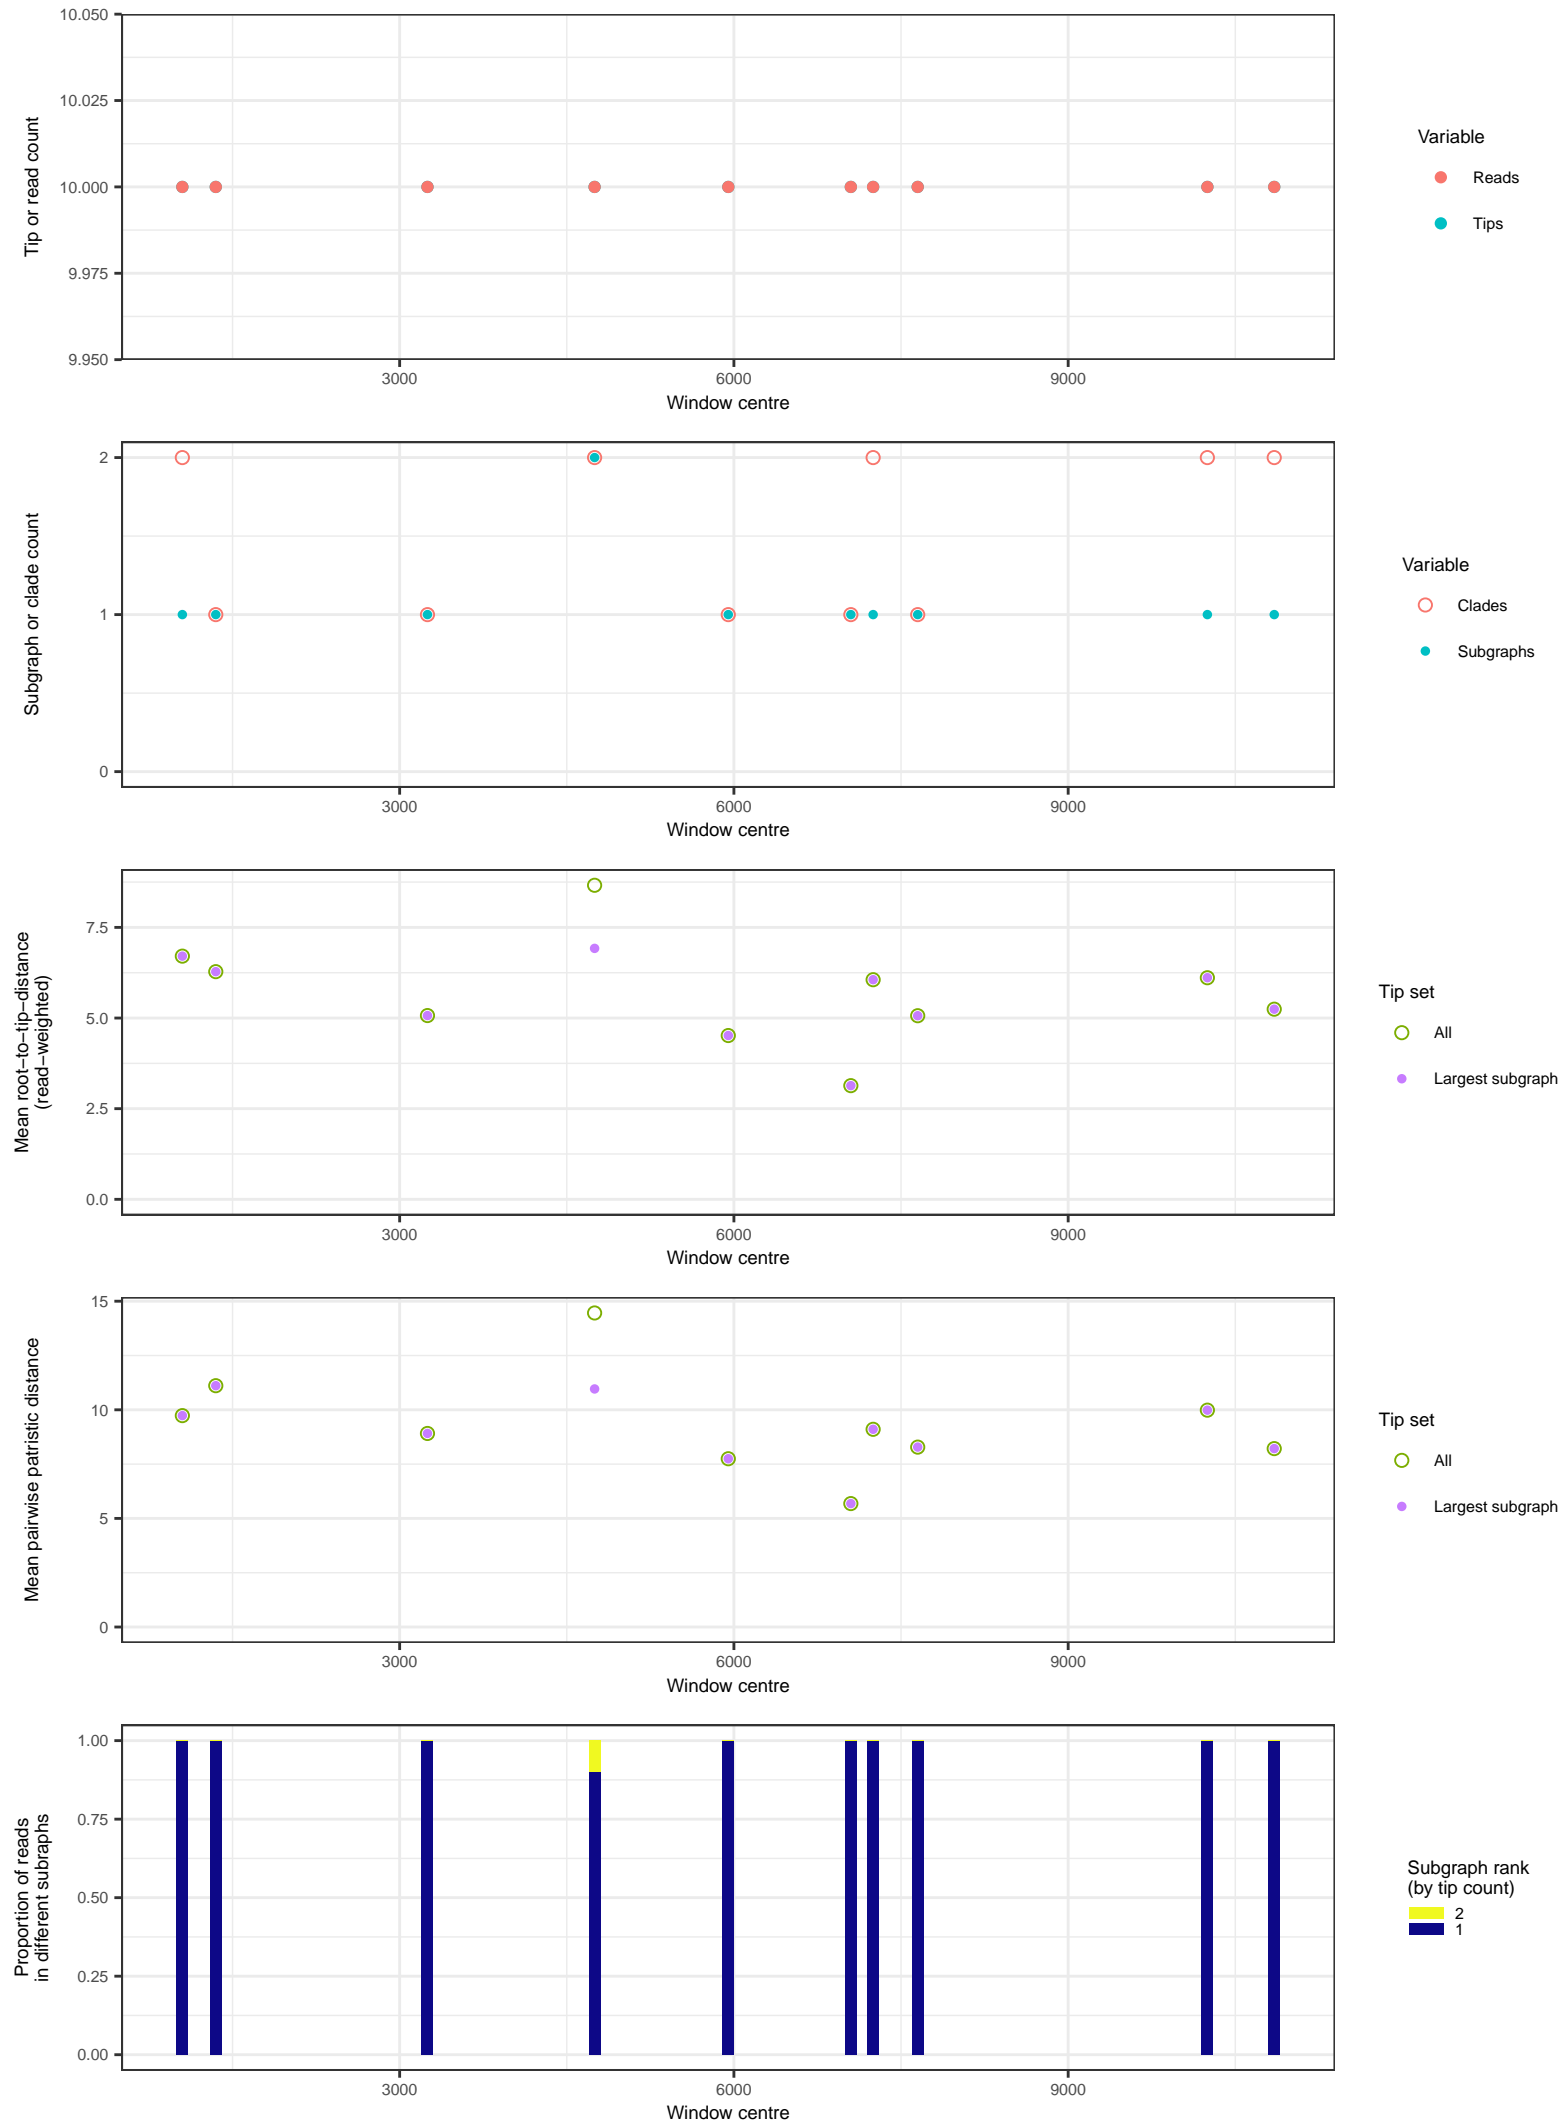 10.050
10.025
10.000
9.975
9.950
Tip or read count
3000 6000 9000
Window centre
Variable
Reads
Tips
2
1
0
Subgraph or clade count
3000 6000 9000
Window centre
Variable
Clades
Subgraphs
7.5
5.0
2.5
0.0
Mean root−to−tip−distance
(read−weighted)
3000 6000 9000
Window centre
Tip set
All
Largest subgraph
15
10
5
0
Mean pairwise patristic distance
3000 6000 9000
Window centre
Tip set
All
Largest subgraph
1.00
0.75
0.50
0.25
0.00
Proportion of reads
in different subraphs
3000 6000 9000
Window centre
Subgraph rank
(by tip count)
2
1